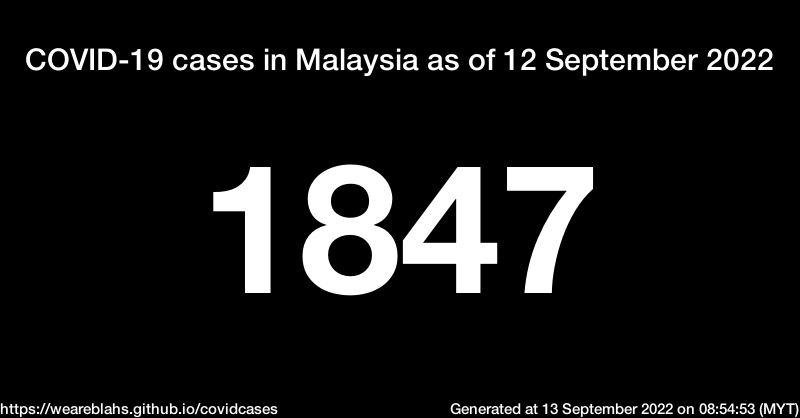 COVID-19 cases in Malaysia as of 12 September 2022
1847
https://weareblahs.github.io/covidcases
Generated at 13 September 2022 on 08:54:53 (MYT)